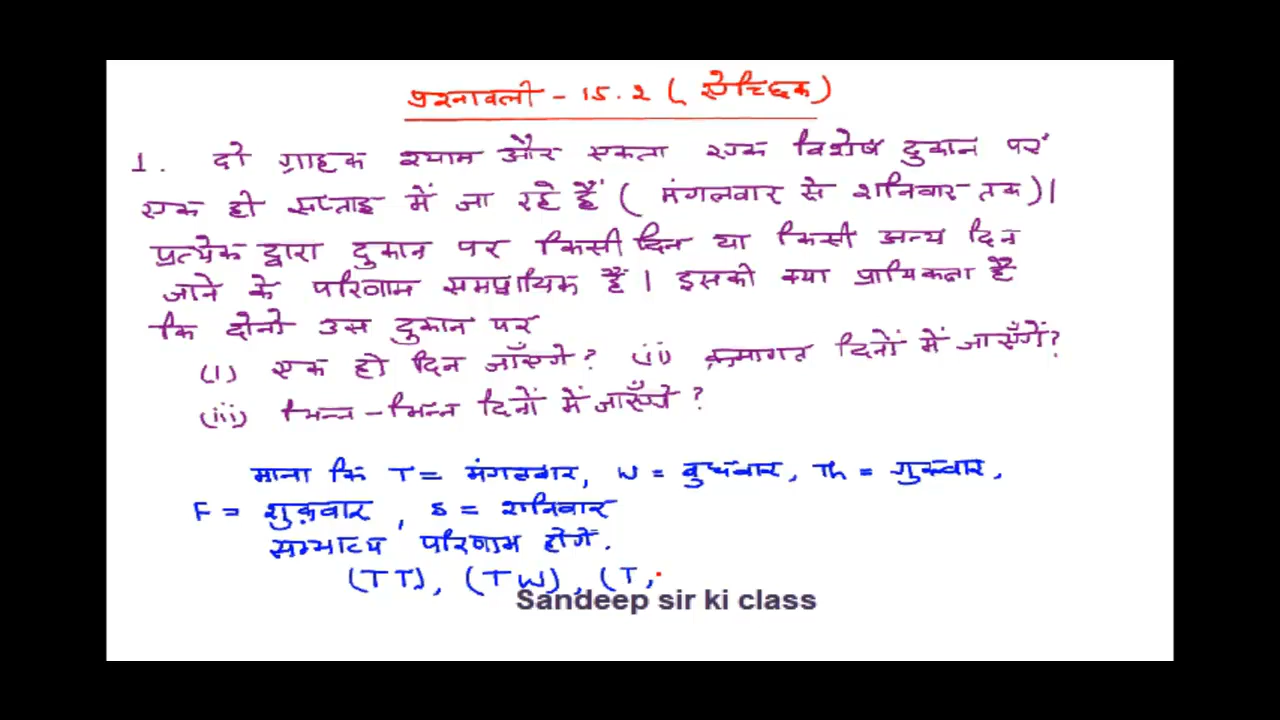 प्रश्नावली - 15.2 ( ऐच्छिक )
1. दो ग्राहक श्याम और एकता एक विशेष दुकान पर
एक ही सप्ताह में जा रहे हैं ( मंगलवार से शनिवार तक ) |
प्रत्येक द्वारा दुकान पर किसी दिन या किसी अन्य दिन
जाने के परिणाम समप्रायिक हैं | इसकी क्या प्रायिकता है
कि दोनों उस दुकान पर
(i) एक ही दिन जाँएगे ? (ii) क्रमागत दिनों में जाएँगें ?
(iii) भिन्न - भिन्न दिनों में जाएँगे ?
माना कि T = मंगलवार, W = बुधवार, Th = गुरुवार,
F = शुक्रवार , S = शनिवार
सम्भाव्य परिणाम होगें.
(TT), (TW), (T,
Sandeep sir ki class